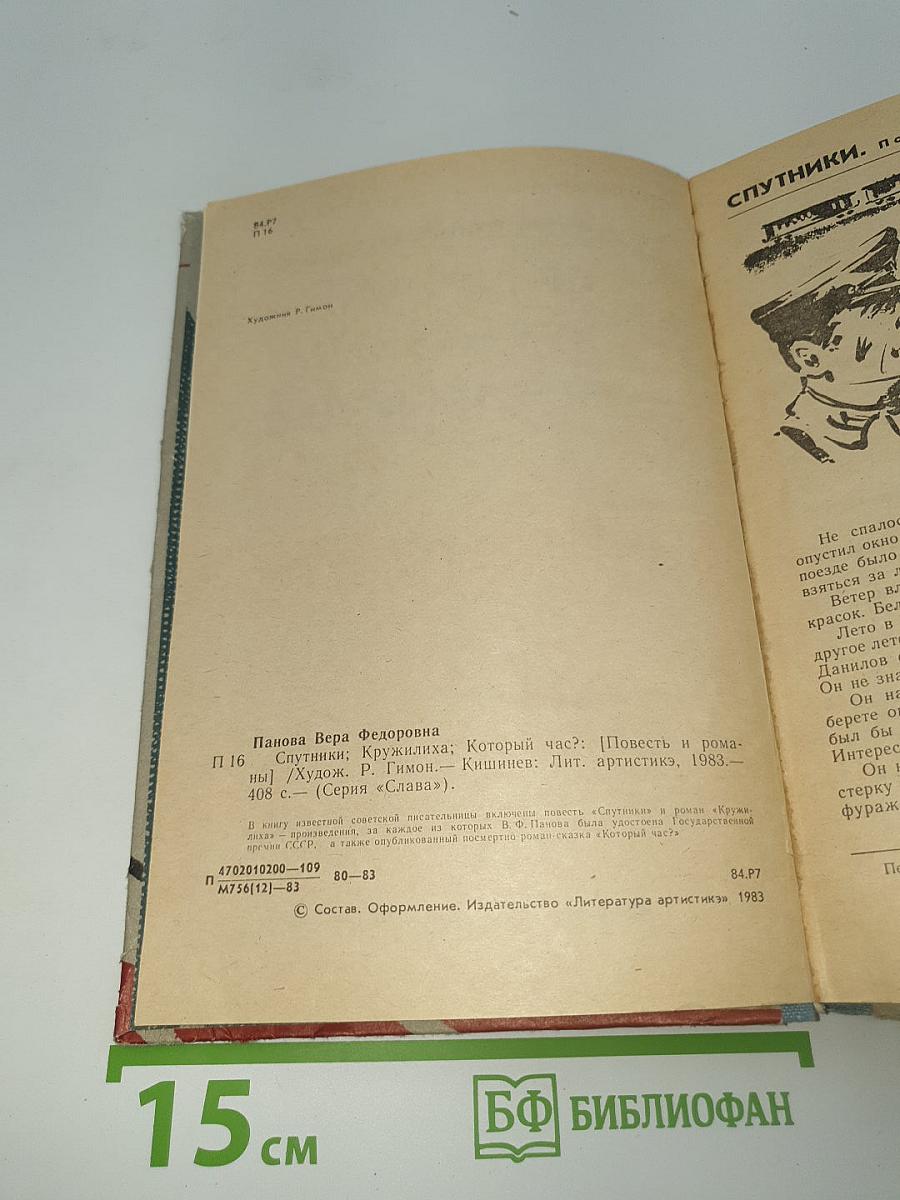 84.Р7
П 16
Художник Р. Гимон
Панова Вера Федоровна
П 16 Спутники; Кружилиха; Который час?: [Повесть и рома-
ны] /Худож. Р. Гимон.— Кишинев: Лит. артистикэ, 1983.—
408 с.— (Серия «Слава»).
В книгу известной советской писательницы включены повесть «Спутники» и роман «Кружи-
лиха» — произведения, за каждое из которых В. Ф. Панова была удостоена Государственной
премии СССР, а также опубликованный посмертно роман-сказка «Который час?»
П 4702010200—109
М756(12)—83
80—83
84.Р7
© Состав. Оформление. Издательство «Литература артистикэ», 1983
СПУТНИКИ. По
Не спалос
опустил окно
поезде было
взяться за л
Ветер вл
красок. Бел
Лето в
другое лето
Данилов
Он не зна
Он на
берете о
был бы
Интерес
Он н
стерку
фураж
Пе
15 см
БФ БИБЛИОФАН